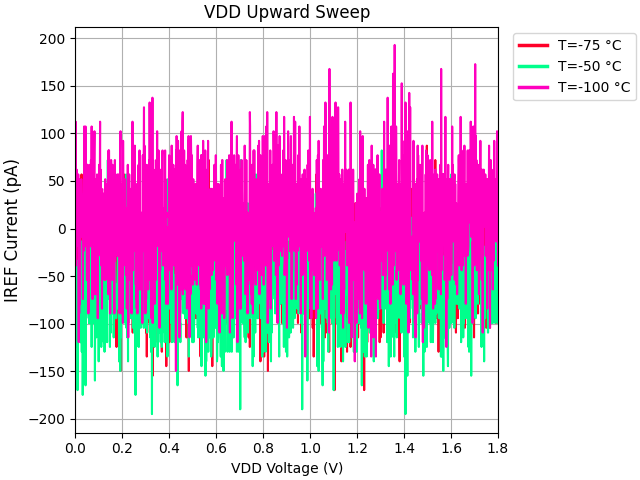 VDD Upward Sweep
IREF Current (pA)
200
150
100
50
0
−50
−100
−150
−200
0.0 0.2 0.4 0.6 0.8 1.0 1.2 1.4 1.6 1.8
VDD Voltage (V)
T=-75 °C
T=-50 °C
T=-100 °C